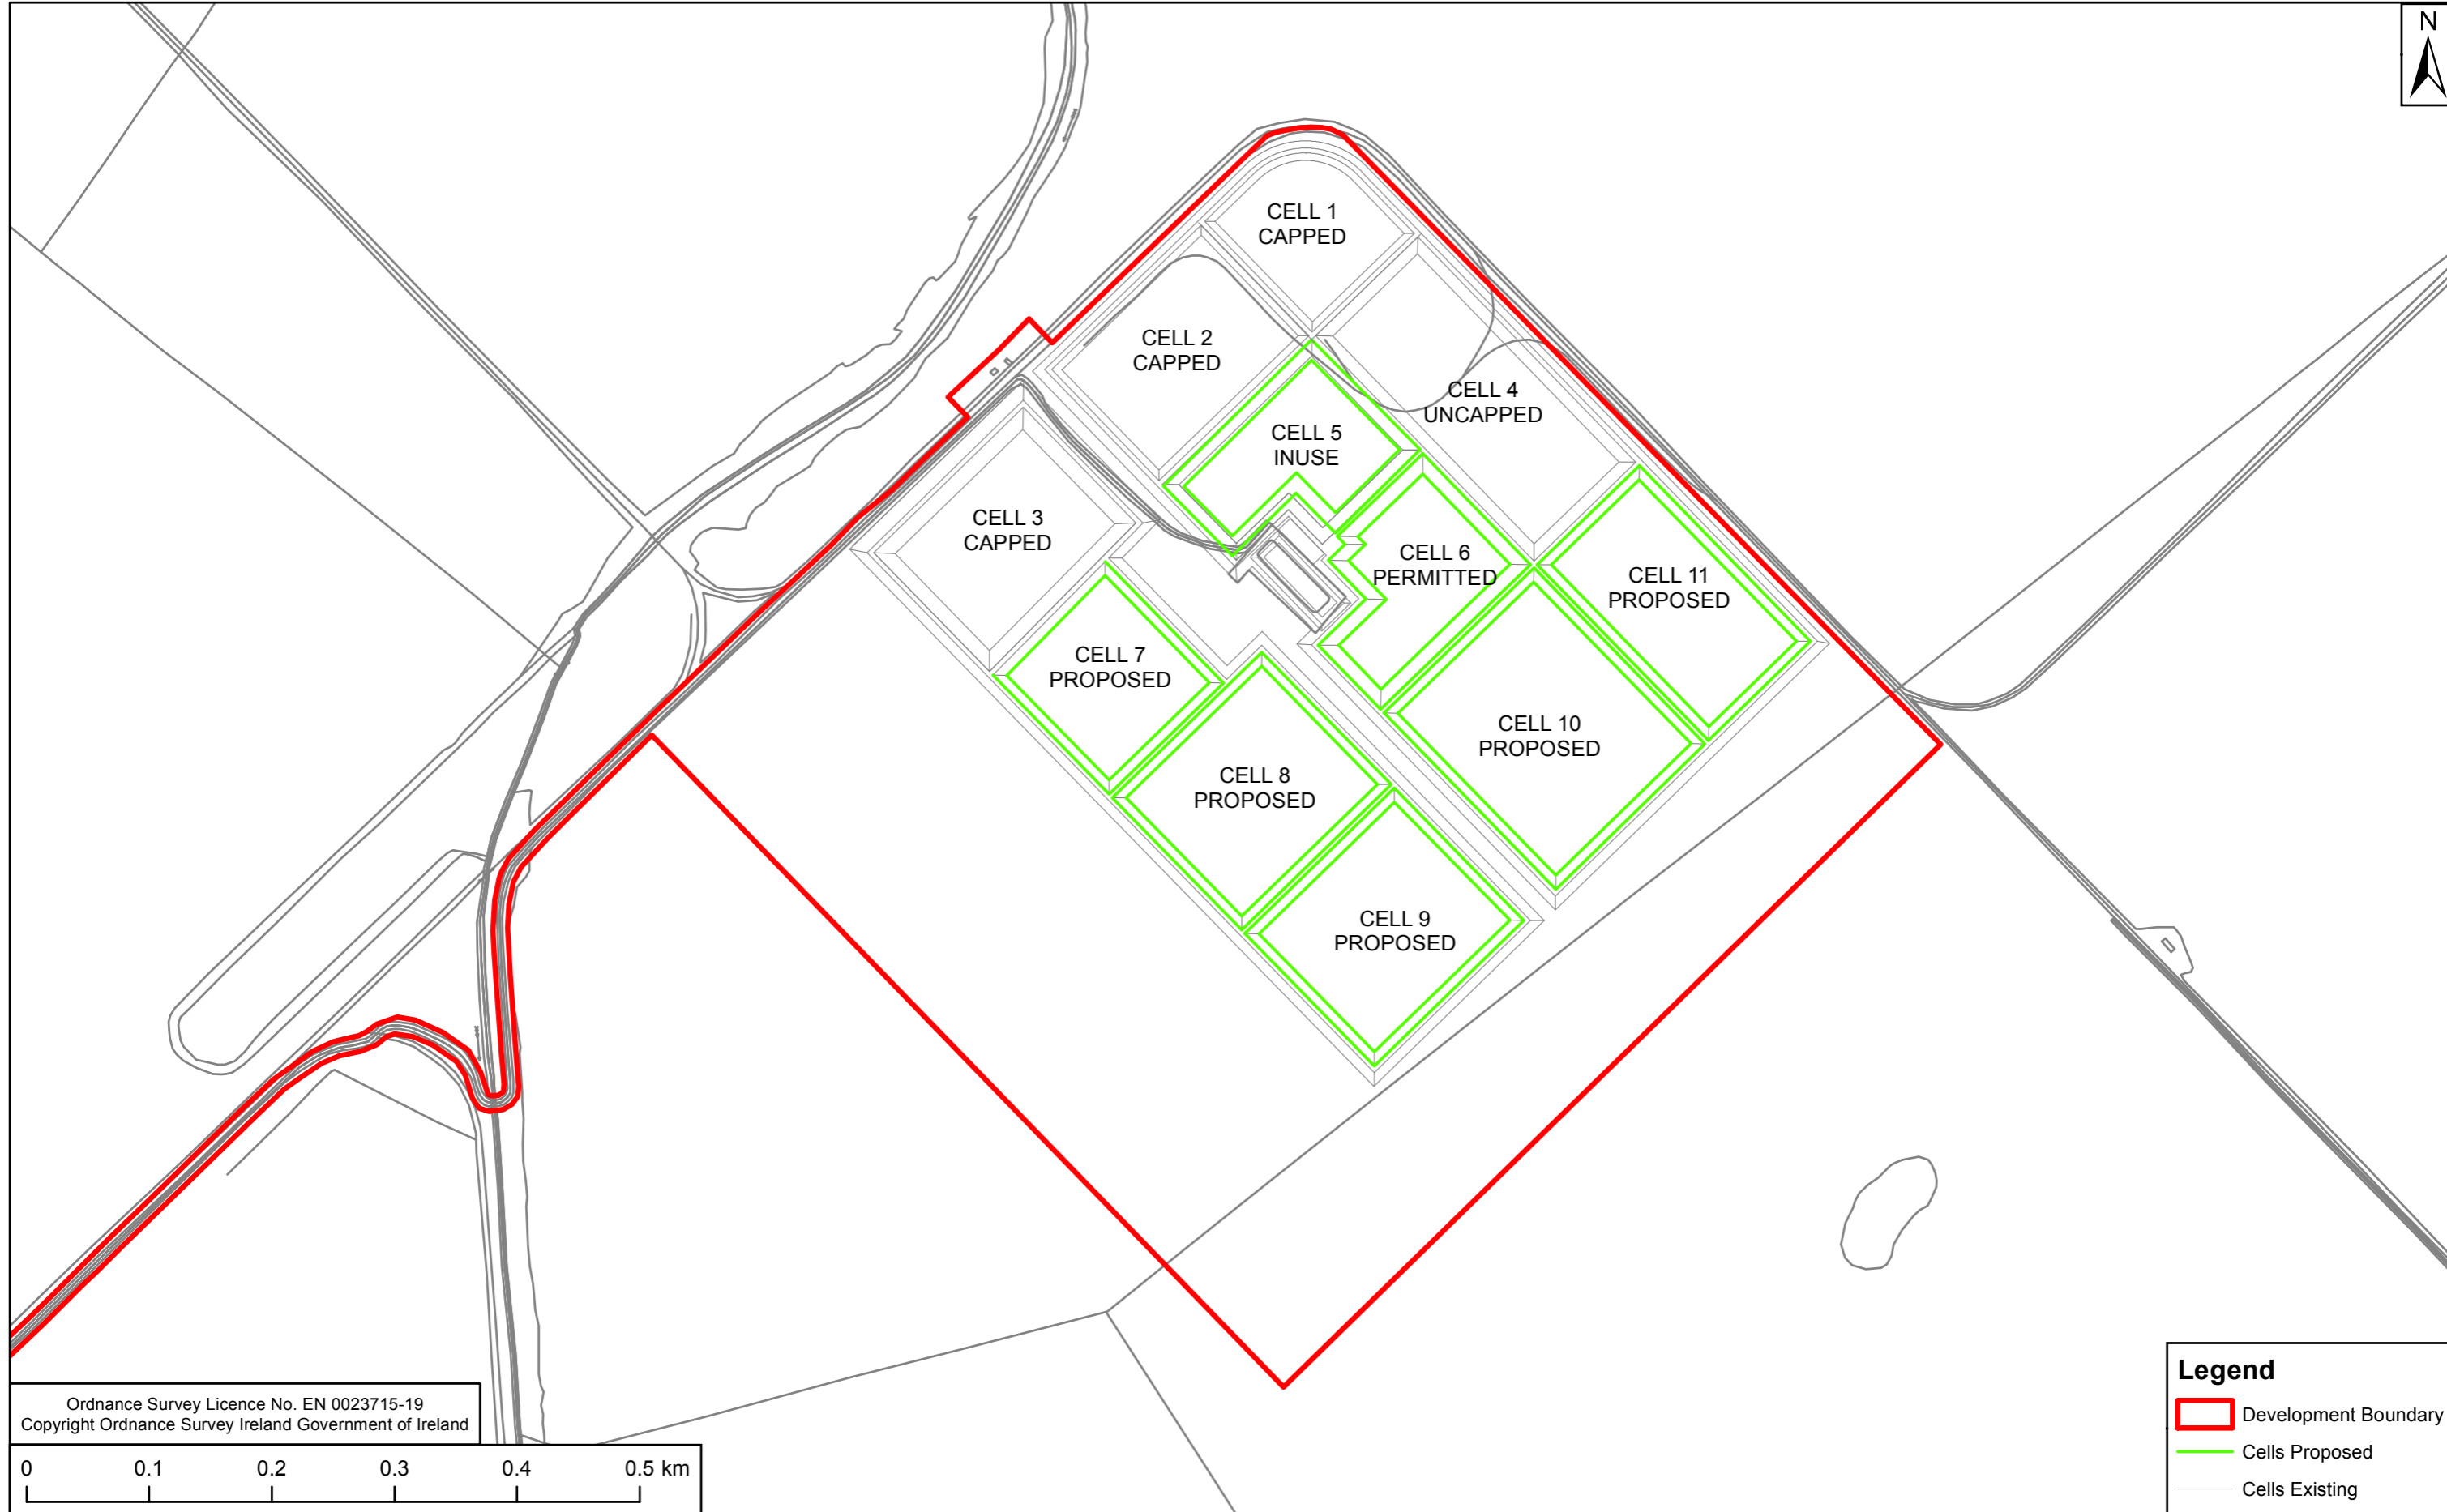 N
CELL 1
CAPPED
CELL 2
CAPPED
CELL 4
UNCAPPED
CELL 5
INUSE
CELL 3
CAPPED
CELL 6
PERMITTED
CELL 11
PROPOSED
CELL 7
PROPOSED
CELL 10
PROPOSED
CELL 8
PROPOSED
CELL 9
PROPOSED
Legend
Development Boundary
Cells Proposed
Cells Existing
Ordnance Survey Licence No. EN 0023715-19
Copyright Ordnance Survey Ireland Government of Ireland
0 0.1 0.2 0.3 0.4 0.5 km